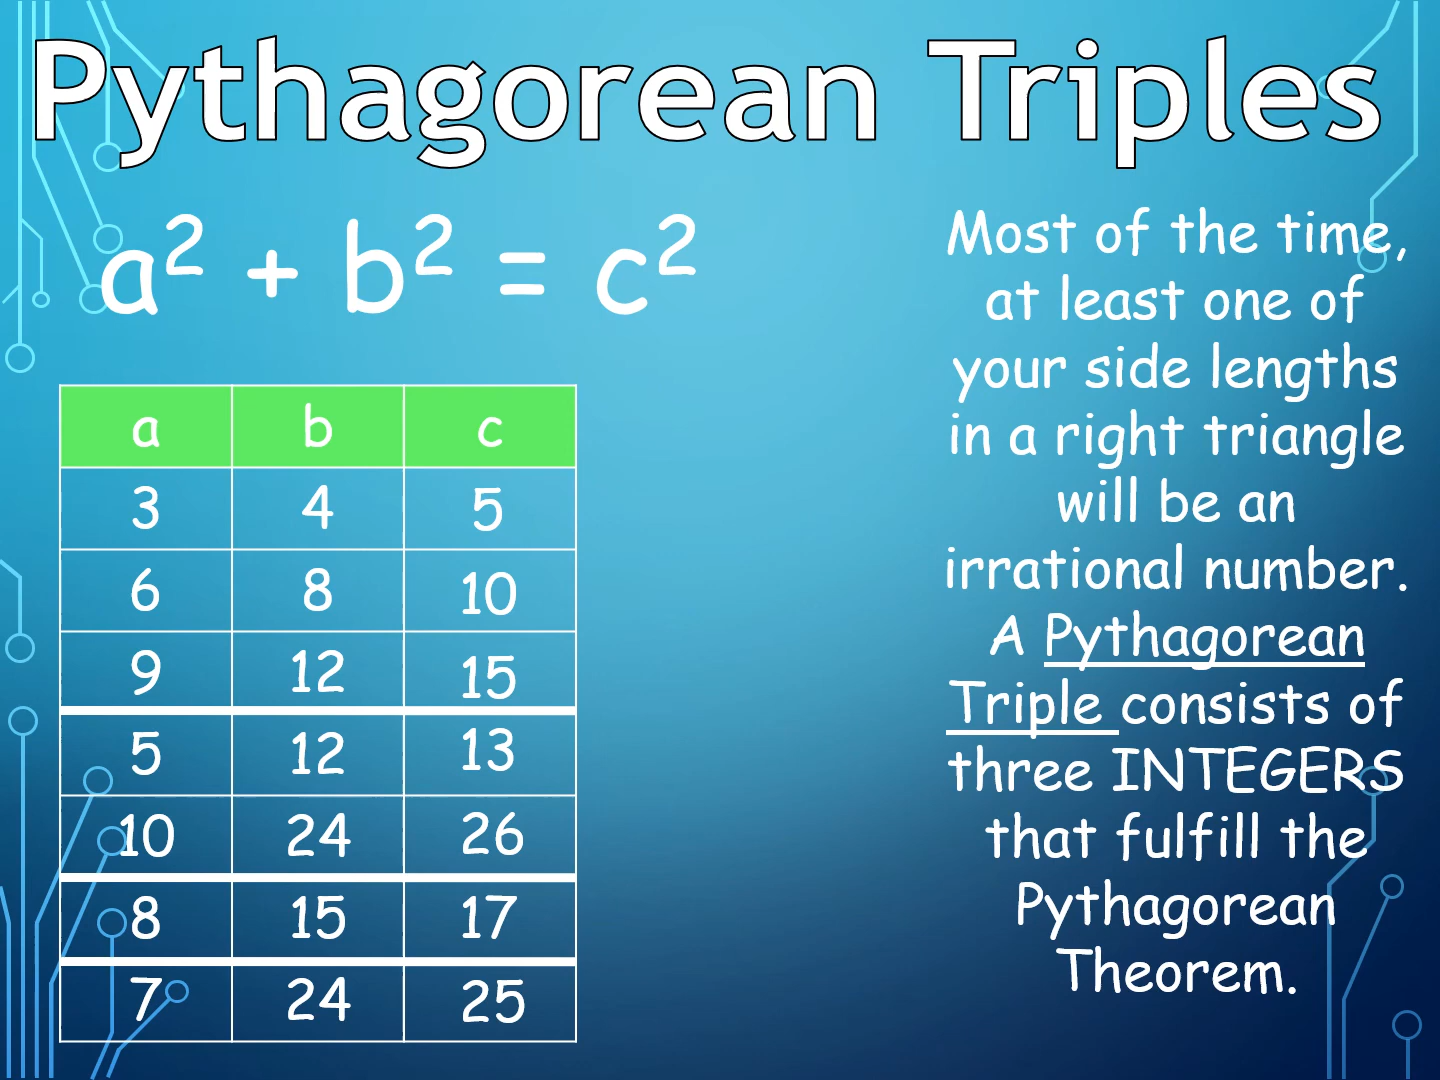 Pythagorean Triples
a² + b² = c²
a b c
3 4 5
6 8 10
9 12 15
5 12 13
10 24 26
8 15 17
7 24 25
Most of the time,
at least one of
your side lengths
in a right triangle
will be an
irrational number.
A Pythagorean
Triple consists of
three INTEGERS
that fulfill the
Pythagorean
Theorem.